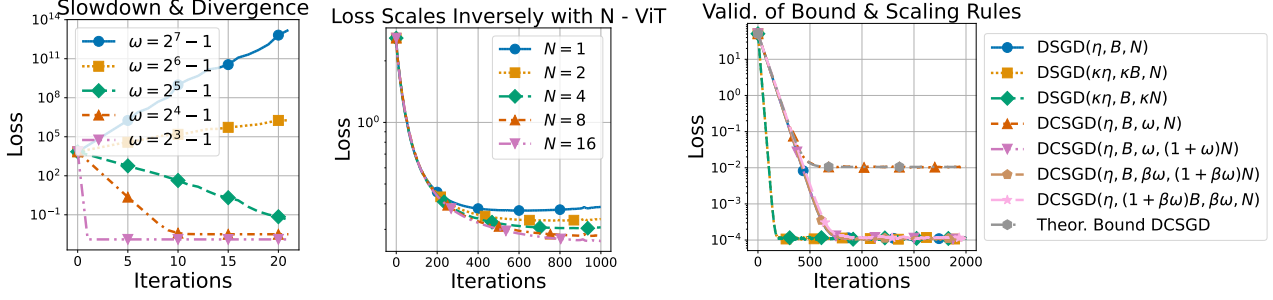 Slowdown & Divergence
Loss
10^14
10^11
10^8
10^5
10^2
10^−1
ω = 2^7 − 1
ω = 2^6 − 1
ω = 2^5 − 1
ω = 2^4 − 1
ω = 2^3 − 1
0 5 10 15 20
Iterations
Loss Scales Inversely with N - ViT
Loss
10^0
N = 1
N = 2
N = 4
N = 8
N = 16
0 200 400 600 800 1000
Iterations
Valid. of Bound & Scaling Rules
Loss
10^1
10^0
10^−1
10^−2
10^−3
10^−4
0 500 1000 1500 2000
Iterations
DSGD(η, B, N)
DSGD(κη, κB, N)
DSGD(κη, B, κN)
DCSGD(η, B, ω, N)
DCSGD(η, B, ω, (1 + ω)N)
DCSGD(η, B, βω, (1 + βω)N)
DCSGD(η, (1 + βω)B, βω, N)
Theor. Bound DCSGD